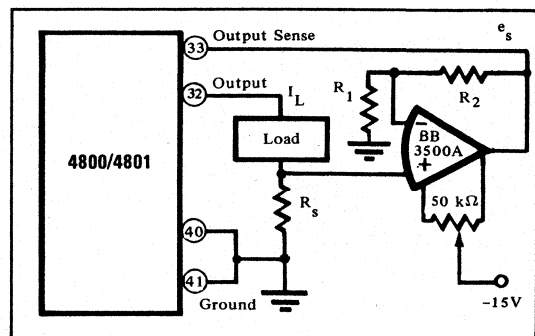 33 Output Sense
e_s
32 Output
I_L
R_1
R_2
Load
BB
3500A
4800/4801
R_s
50 kΩ
40
41
Ground
-15V